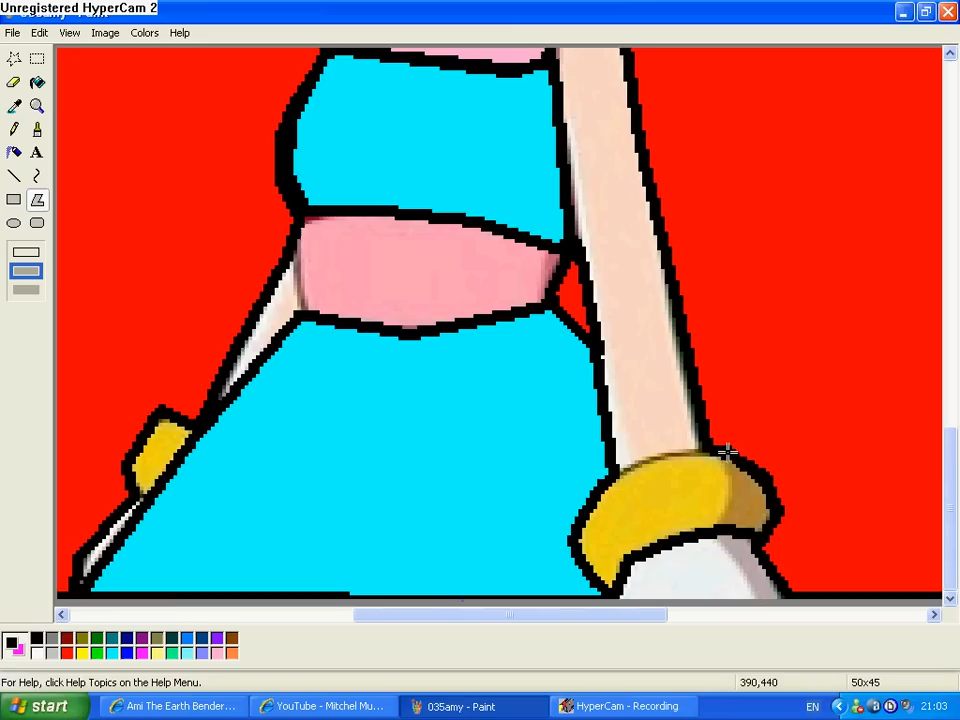 Unregistered HyperCam 2
File Edit View Image Colors Help
A
For Help, click Help Topics on the Help Menu.
390,440
50x45
start
Ami The Earth Bender...
YouTube - Mitchel Mu...
035amy - Paint
HyperCam - Recording
EN
21:03